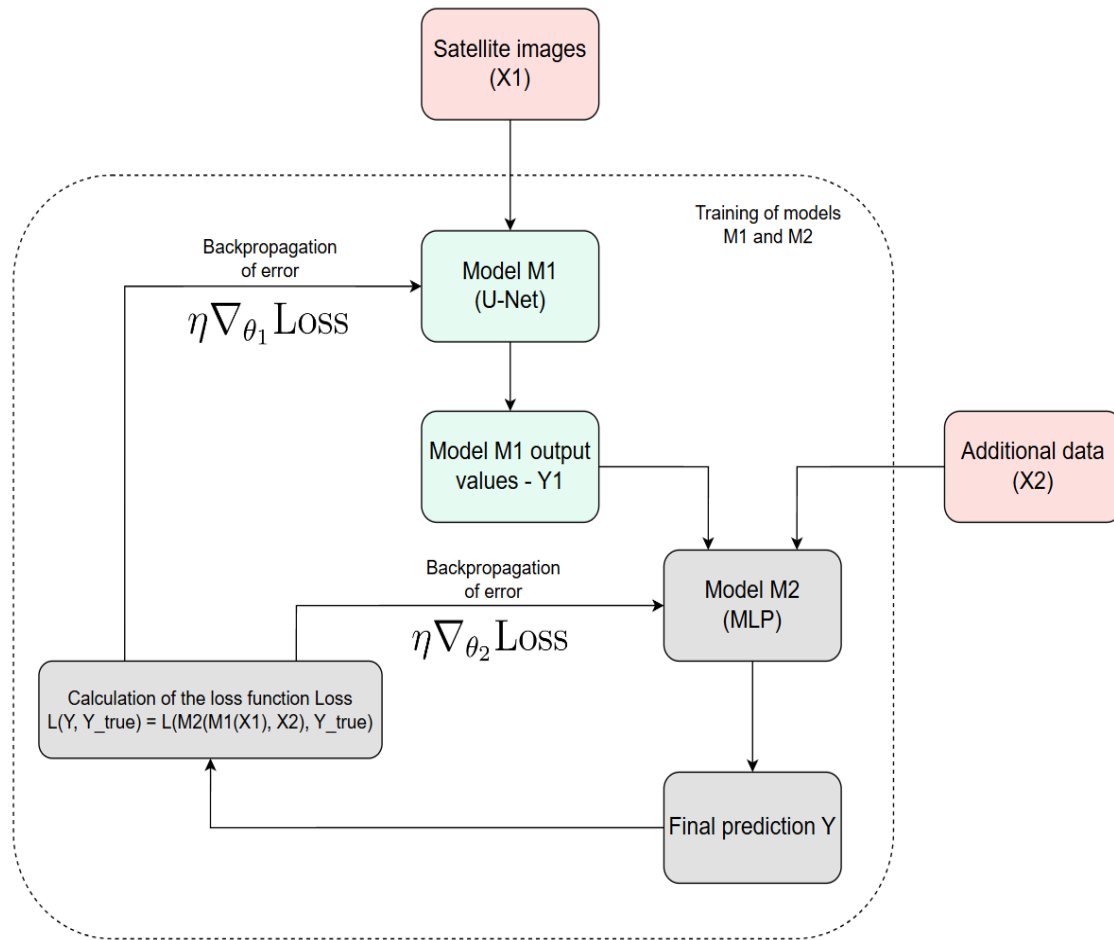 Satellite images
(X1)
Training of models
M1 and M2
Backpropagation
of error
η∇θ₁Loss
Model M1
(U-Net)
Model M1 output
values - Y1
Additional data
(X2)
Backpropagation
of error
η∇θ₂Loss
Model M2
(MLP)
Calculation of the loss function Loss
L(Y, Y_true) = L(M2(M1(X1), X2), Y_true)
Final prediction Y